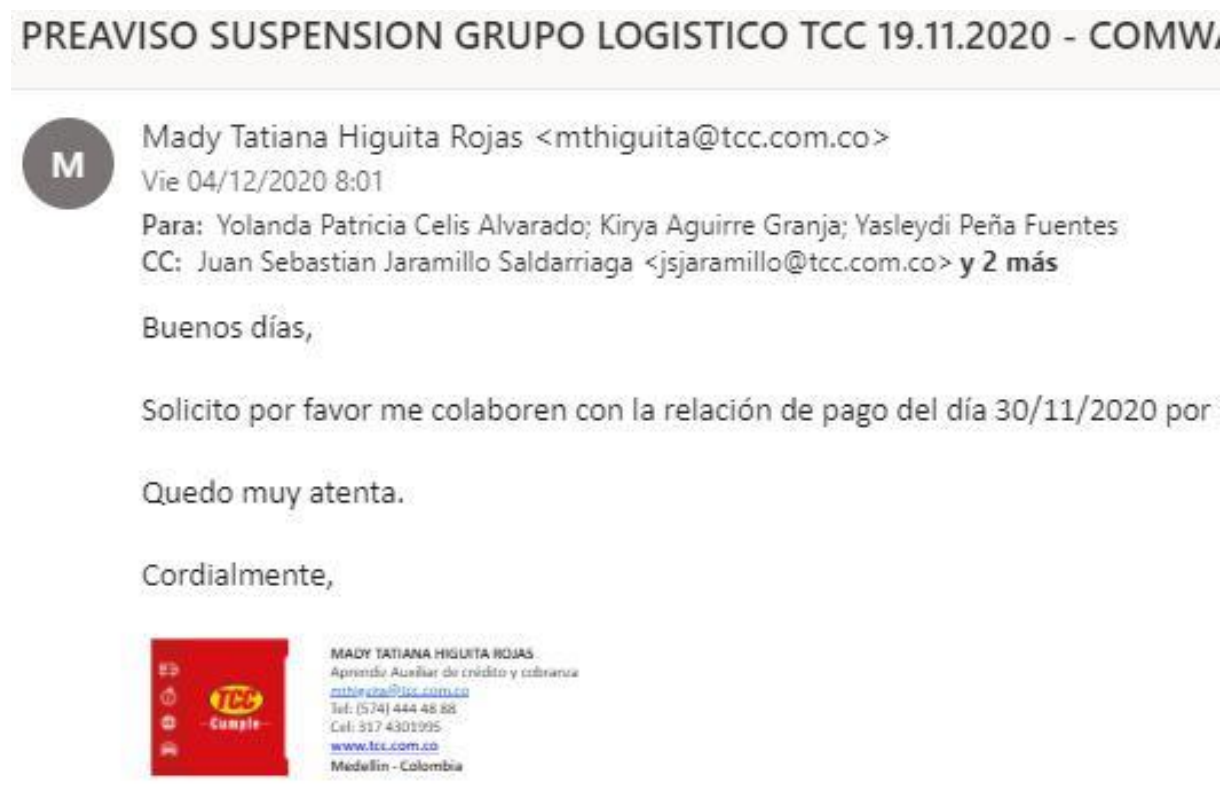 PREAVISO SUSPENSION GRUPO LOGISTICO TCC 19.11.2020 - COMWA
M
Mady Tatiana Higuita Rojas <mthiguita@tcc.com.co>
Vie 04/12/2020 8:01
Para: Yolanda Patricia Celis Alvarado; Kirya Aguirre Granja; Yasleydi Peña Fuentes
CC: Juan Sebastian Jaramillo Saldarriaga <jsjaramillo@tcc.com.co> y 2 más
Buenos días,
Solicito por favor me colaboren con la relación de pago del día 30/11/2020 por
Quedo muy atenta.
Cordialmente,
TCC
Cumple
MADY TATIANA HIGUITA ROJAS
Aprendiz Auxiliar de crédito y cobranza
mthiguita@tcc.com.co
Tel: (574) 444 48 88
Cel: 317 4301995
www.tcc.com.co
Medellín - Colombia